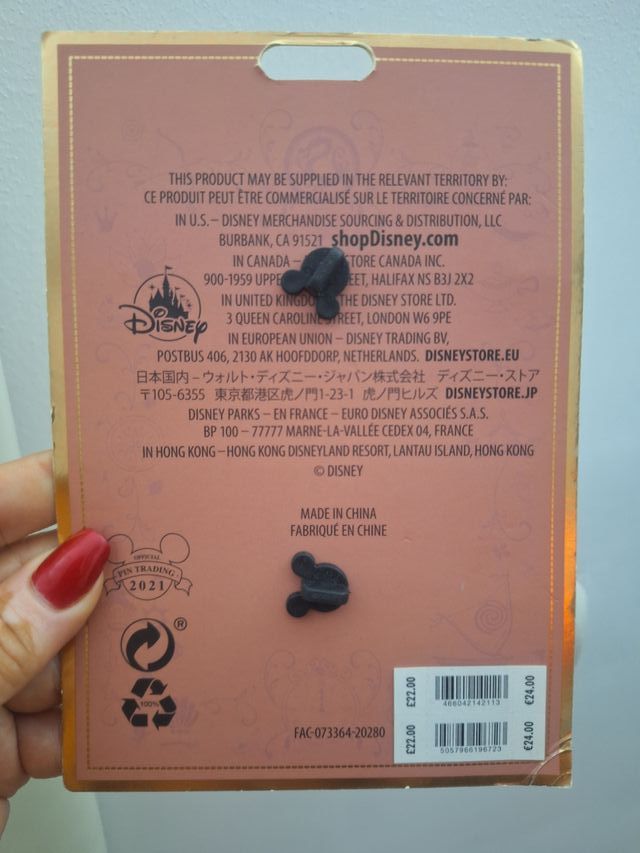 THIS PRODUCT MAY BE SUPPLIED IN THE RELEVANT TERRITORY BY:
CE PRODUIT PEUT ÊTRE COMMERCIALISÉ SUR LE TERRITOIRE CONCERNÉ PAR:
IN U.S.– DISNEY MERCHANDISE SOURCING & DISTRIBUTION, LLC
BURBANK, CA 91521 shopDisney.com
IN CANADA – STORE CANADA INC.
900-1959 UPPE EET, HALIFAX NS B3J 2X2
IN UNITED KINGDO THE DISNEY STORE LTD.
3 QUEEN CAROLINE STREET, LONDON W6 9PE
IN EUROPEAN UNION – DISNEY TRADING BV,
POSTBUS 406, 2130 AK HOOFDDORP, NETHERLANDS. DISNEYSTORE.EU
日本国内 – ウォルト・ディズニー・ジャパン株式会社 ディズニー・ストア
〒105-6355 東京都港区虎ノ門1-23-1 虎ノ門ヒルズ DISNEYSTORE.JP
DISNEY PARKS – EN FRANCE – EURO DISNEY ASSOCIÉS S.A.S.
BP 100 – 77777 MARNE-LA-VALLÉE CEDEX 04, FRANCE
IN HONG KONG – HONG KONG DISNEYLAND RESORT, LANTAU ISLAND, HONG KONG
© DISNEY
DISNEY
MADE IN CHINA
FABRIQUÉ EN CHINE
OFFICIAL
PIN TRADING
2021
®
100%
FAC-073364-20280
£22.00
466042142113
€24.00
£22.00
5057966196723
€24.00